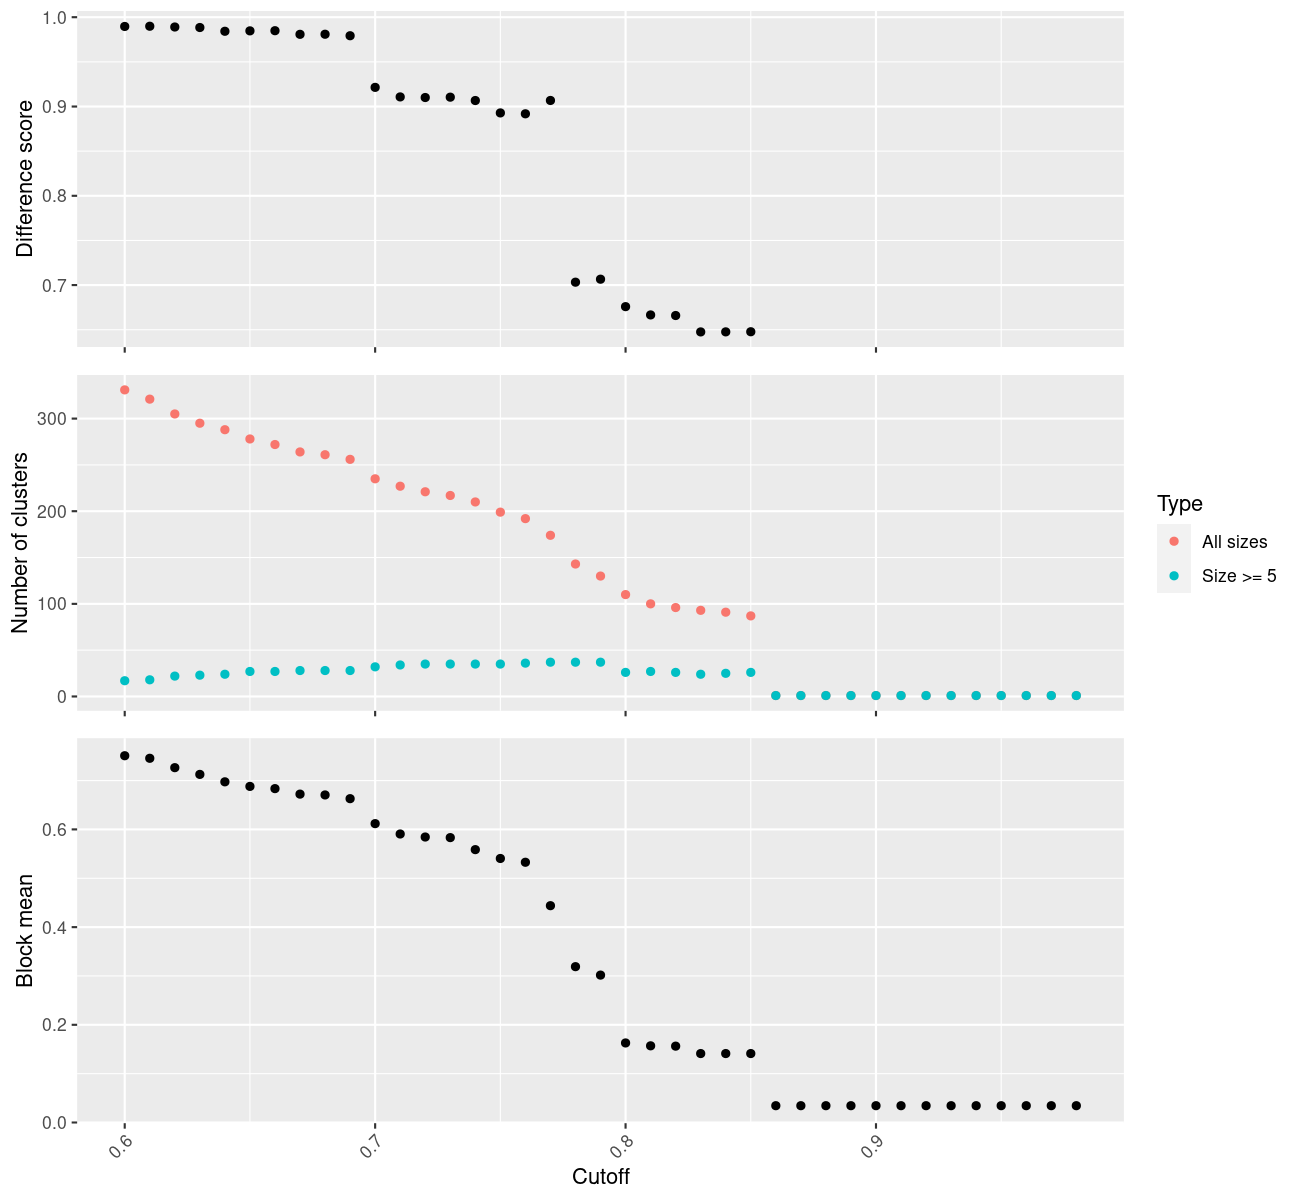 Difference score
1.0
0.9
0.8
0.7
Number of clusters
300
200
100
0
Type
All sizes
Size >= 5
Block mean
0.6
0.4
0.2
0.0
0.6
0.7
0.8
0.9
Cutoff